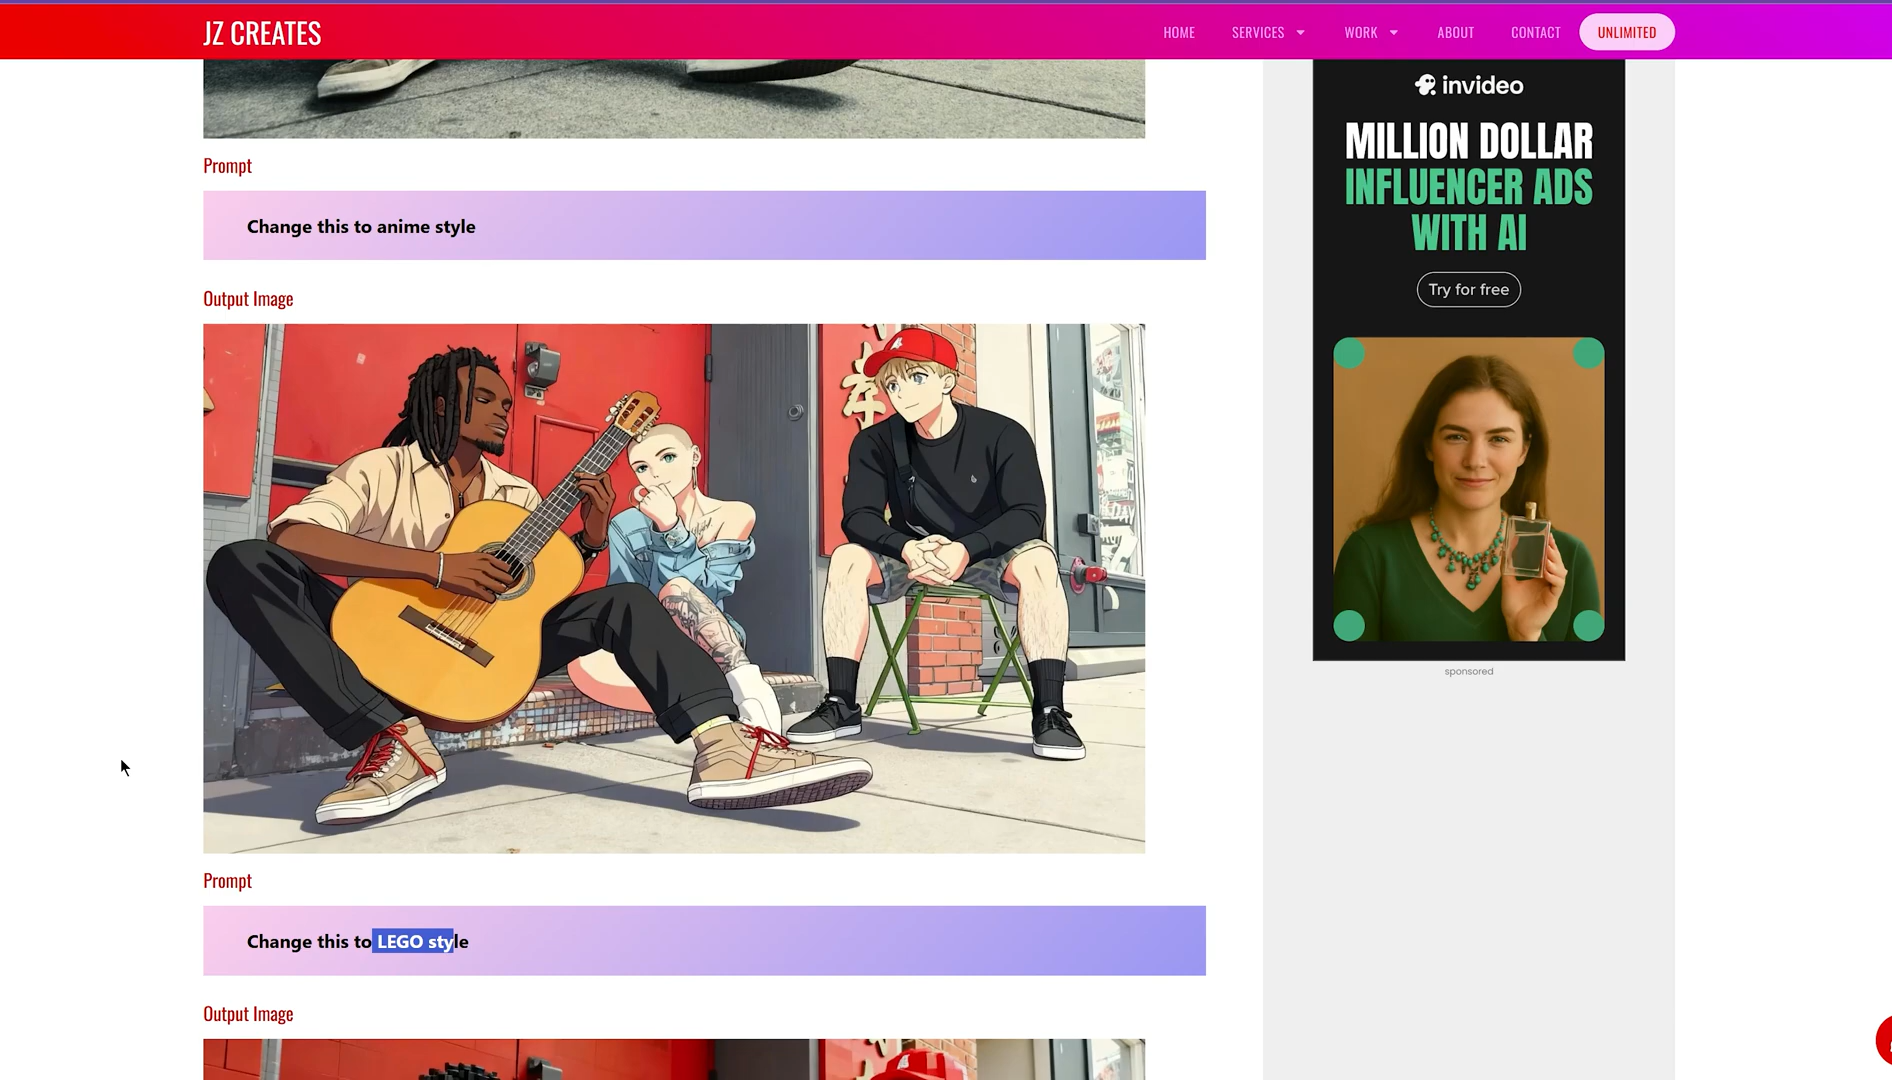 JZ CREATES
HOME
SERVICES
WORK
ABOUT
CONTACT
UNLIMITED
Prompt
Change this to anime style
Output Image
Prompt
Change this to LEGO style
Output Image
invideo
MILLION DOLLAR
INFLUENCER ADS
WITH AI
Try for free
sponsored